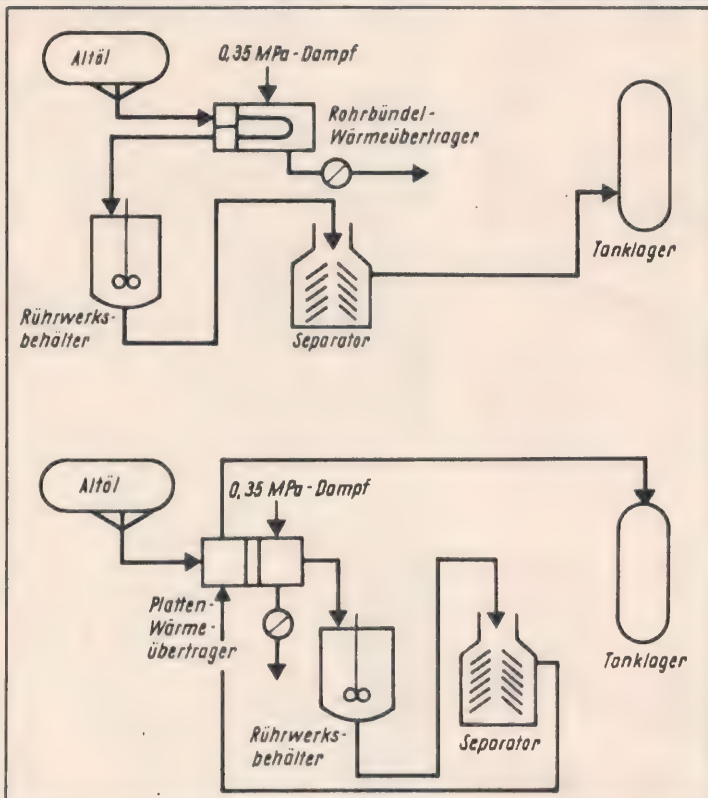 Altöl
0,35 MPa-Dampf
Rohrbündel-
Wärmeübertrager
Rührwerks-
behälter
Separator
Tanklager
Altöl
0,35 MPa-Dampf
Platten-
Wärme-
übertrager
Rührwerks-
behälter
Separator
Tanklager